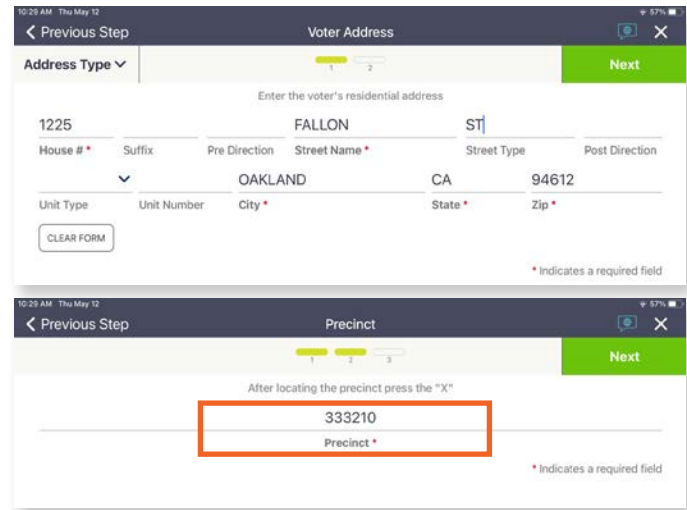 10:29 AM Thu May 12 57%
Previous Step Voter Address
Address Type 1 2 Next
Enter the voter's residential address
1225 FALLON ST
House # * Suffix Pre Direction Street Name * Street Type Post Direction
OAKLAND CA 94612
Unit Type Unit Number City * State * Zip *
CLEAR FORM
* Indicates a required field
10:29 AM Thu May 12 57%
Previous Step Precinct
1 2 3 Next
After locating the precinct press the "X"
333210
Precinct *
* Indicates a required field